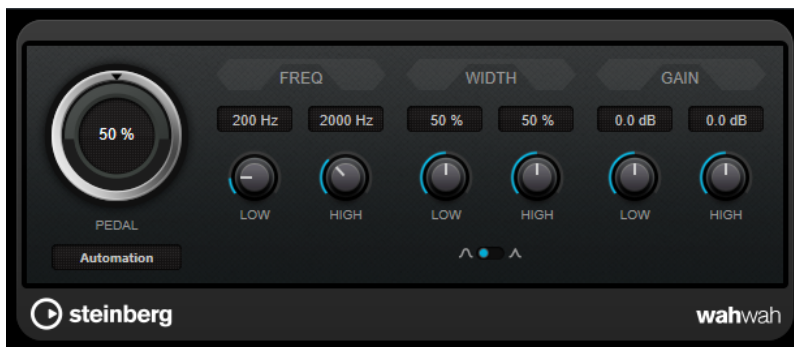 FREQ WIDTH GAIN
50 % 200 Hz 2000 Hz 50 % 50 % 0.0 dB 0.0 dB
LOW HIGH LOW HIGH LOW HIGH
PEDAL
Automation
steinberg wahwah